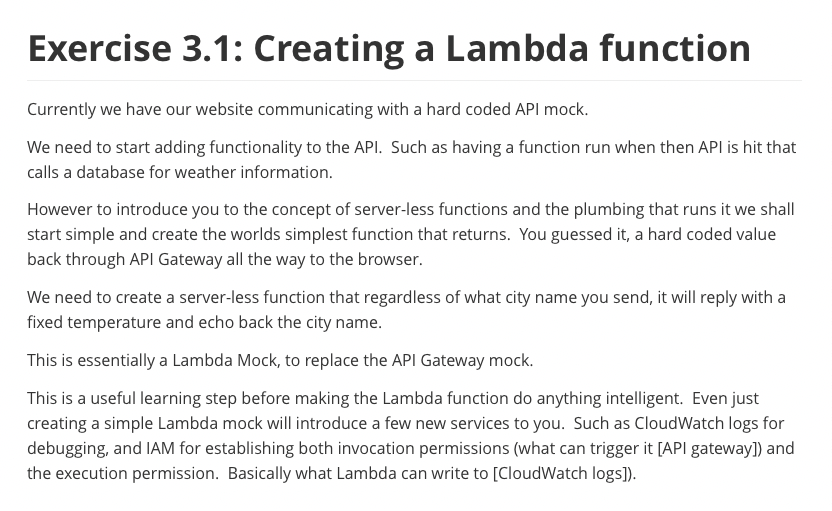 Exercise 3.1: Creating a Lambda function
Currently we have our website communicating with a hard coded API mock.
We need to start adding functionality to the API.  Such as having a function run when then API is hit that
calls a database for weather information.
However to introduce you to the concept of server-less functions and the plumbing that runs it we shall
start simple and create the worlds simplest function that returns.  You guessed it, a hard coded value
back through API Gateway all the way to the browser.
We need to create a server-less function that regardless of what city name you send, it will reply with a
fixed temperature and echo back the city name.
This is essentially a Lambda Mock, to replace the API Gateway mock.
This is a useful learning step before making the Lambda function do anything intelligent.  Even just
creating a simple Lambda mock will introduce a few new services to you.  Such as CloudWatch logs for
debugging, and IAM for establishing both invocation permissions (what can trigger it [API gateway]) and
the execution permission.  Basically what Lambda can write to [CloudWatch logs]).